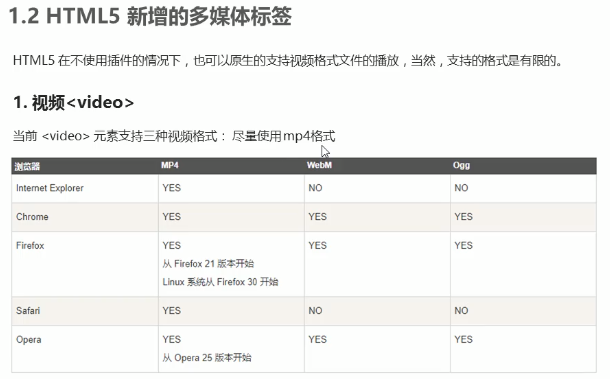 1.2 HTML5 新增的多媒体标签
HTML5 在不使用插件的情况下，也可以原生的支持视频格式文件的播放，当然，支持的格式是有限的。
1. 视频<video>
当前 <video> 元素支持三种视频格式： 尽量使用mp4格式
浏览器 MP4 WebM Ogg
Internet Explorer YES NO NO
Chrome YES YES YES
Firefox YES YES YES
从 Firefox 21 版本开始
Linux 系统从 Firefox 30 开始
Safari YES NO NO
Opera YES YES YES
从 Opera 25 版本开始